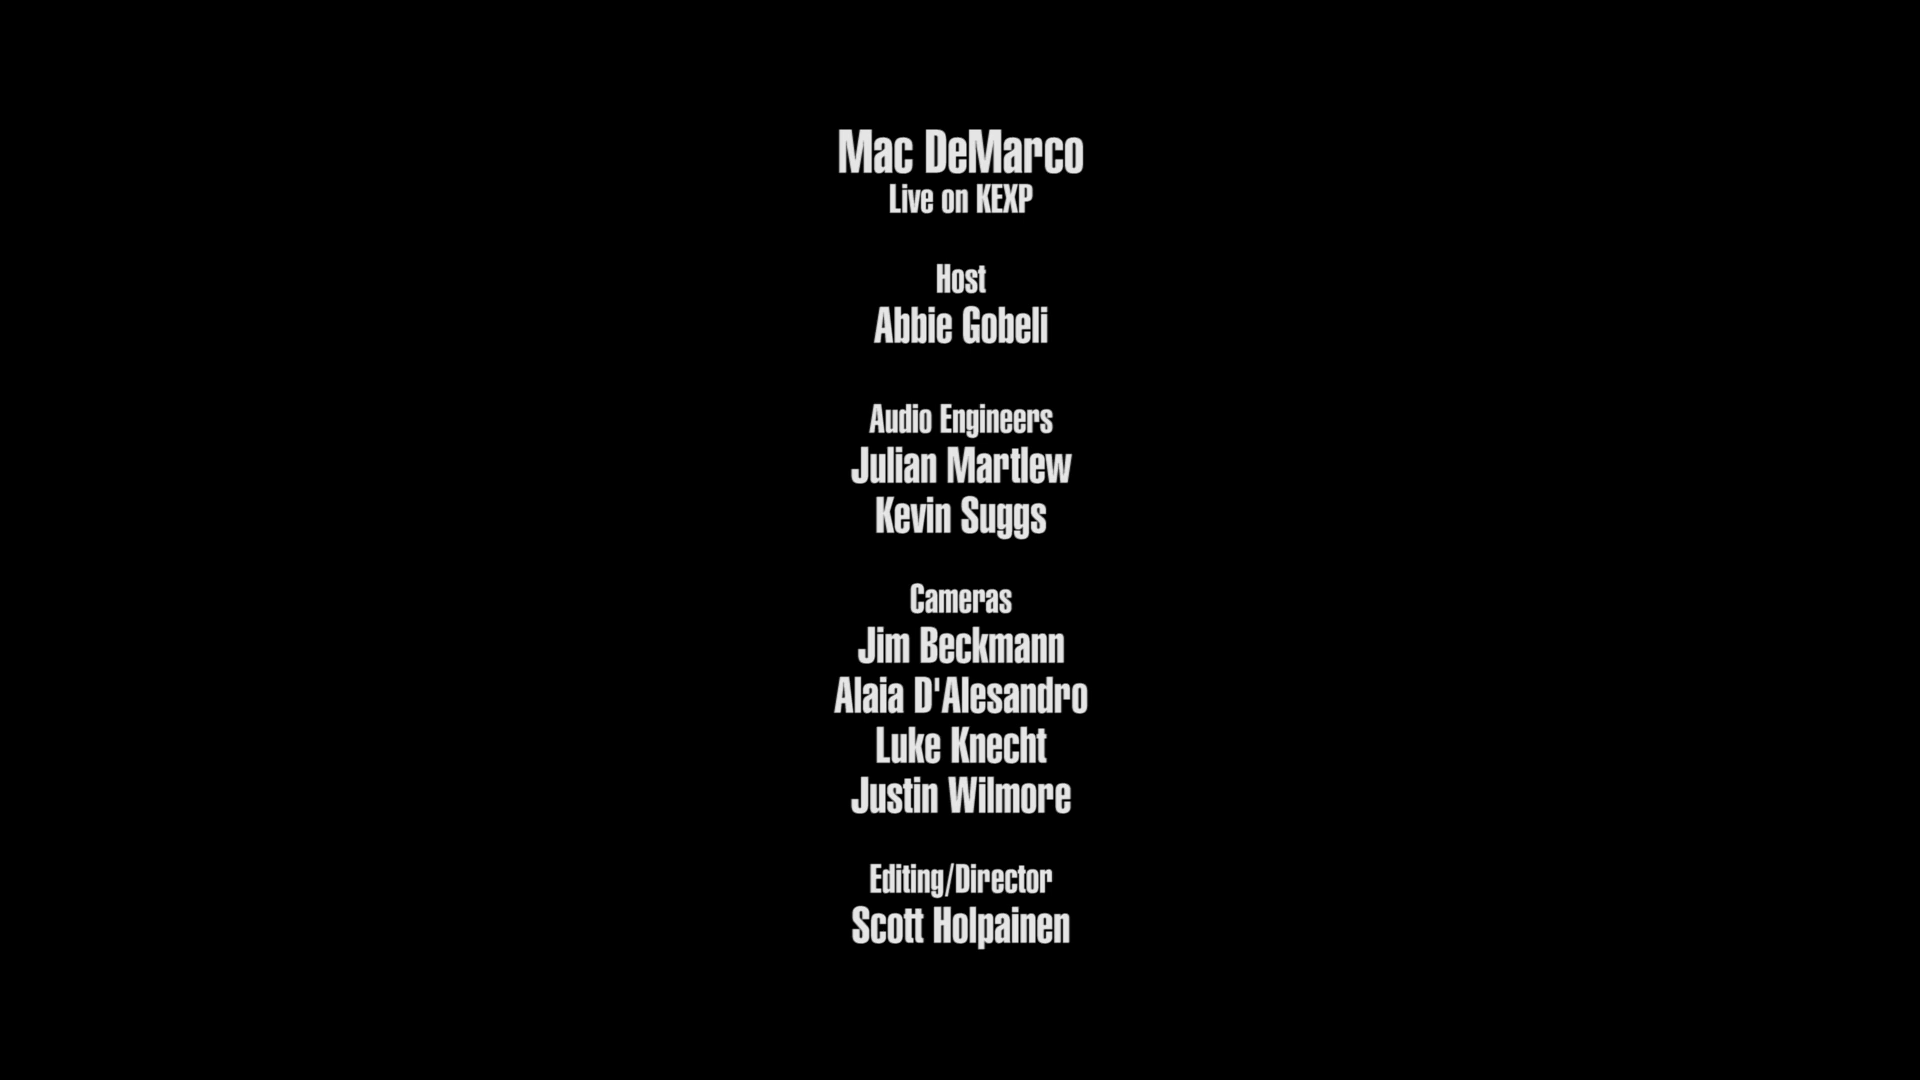 Mac DeMarco
Live on KEXP
Host
Abbie Gobeli
Audio Engineers
Julian Martlew
Kevin Suggs
Cameras
Jim Beckmann
Alaia D'Alesandro
Luke Knecht
Justin Wilmore
Editing/Director
Scott Holpainen